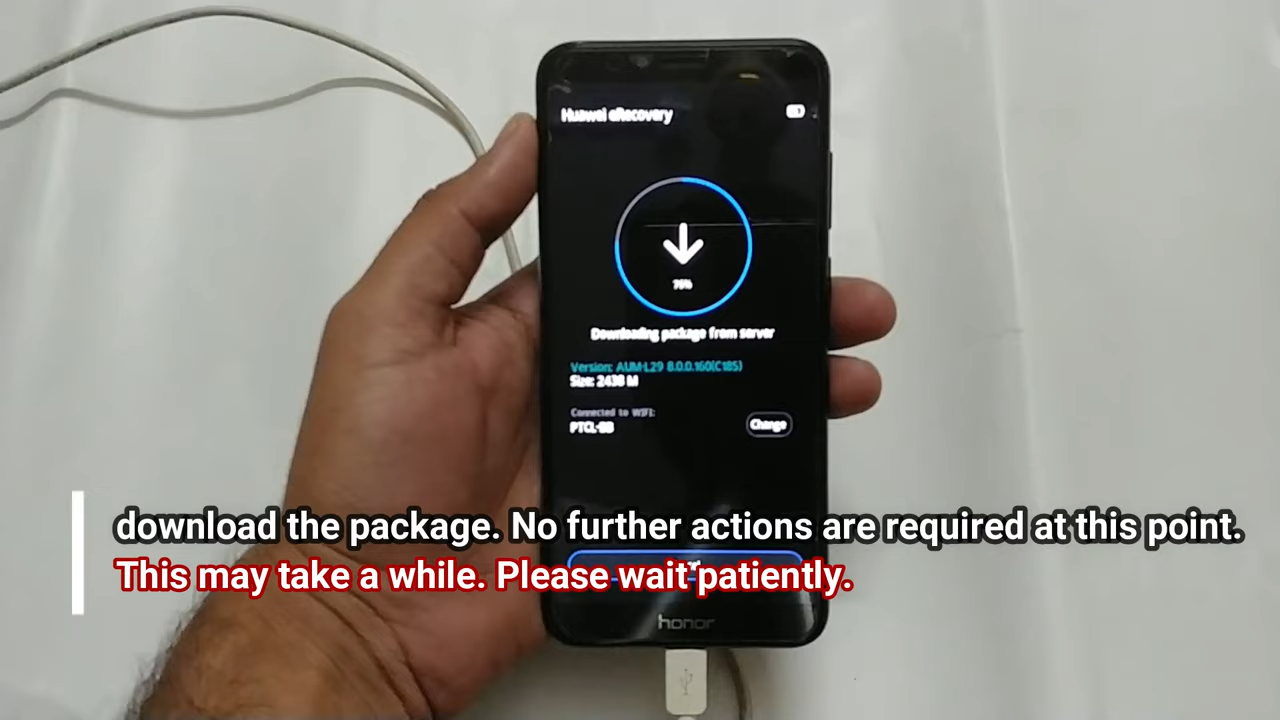 Huawei eRecovery
Downloading package from server
Version: AUM-L29 8.0.0.160(C185)
Size: 2438 M
Connected to WIFI:
PTCL-BB
Change
download the package. No further actions are required at this point.
This may take a while. Please wait patiently.
honor